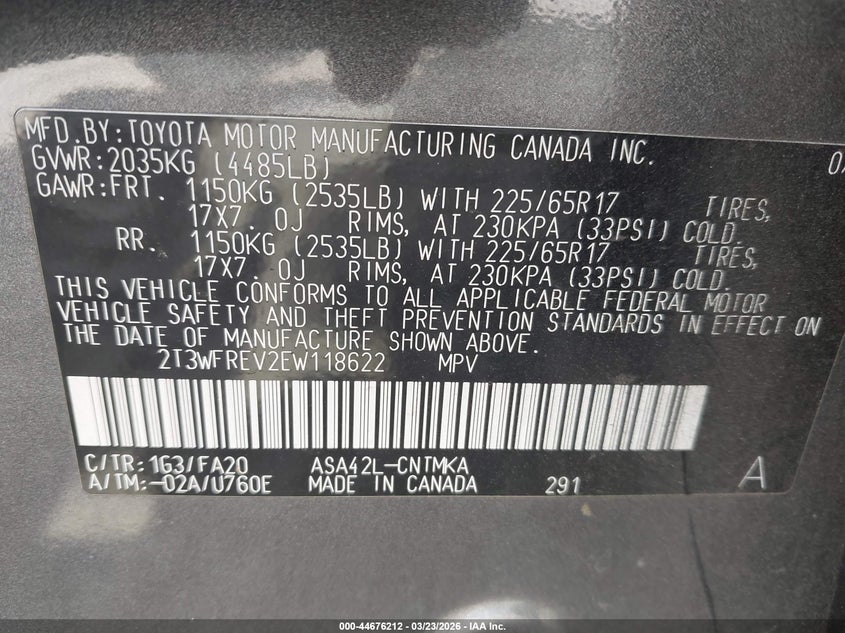 MFD.BY:TOYOTA MOTOR MANUFACTURING CANADA INC.
GVWR:2035KG (4485LB)
GAWR:FRT. 1150KG (2535LB) WITH 225/65R17 TIRES,
17X7.0J RIMS, AT 230KPA (33PSI) COLD.
RR. 1150KG (2535LB) WITH 225/65R17 TIRES,
17X7.0J RIMS, AT 230KPA (33PSI) COLD.
THIS VEHICLE CONFORMS TO ALL APPLICABLE FEDERAL MOTOR
VEHICLE SAFETY AND THEFT PREVENTION STANDARDS IN EFFECT ON
THE DATE OF MANUFACTURE SHOWN ABOVE.
2T3WFREV2EW118622 MPV
C/TR:1G3/FA20 ASA42L-CNTMKA
A/TM:-02A/U760E MADE IN CANADA 291 A
000-44676212 - 03/23/2026 - IAA Inc.